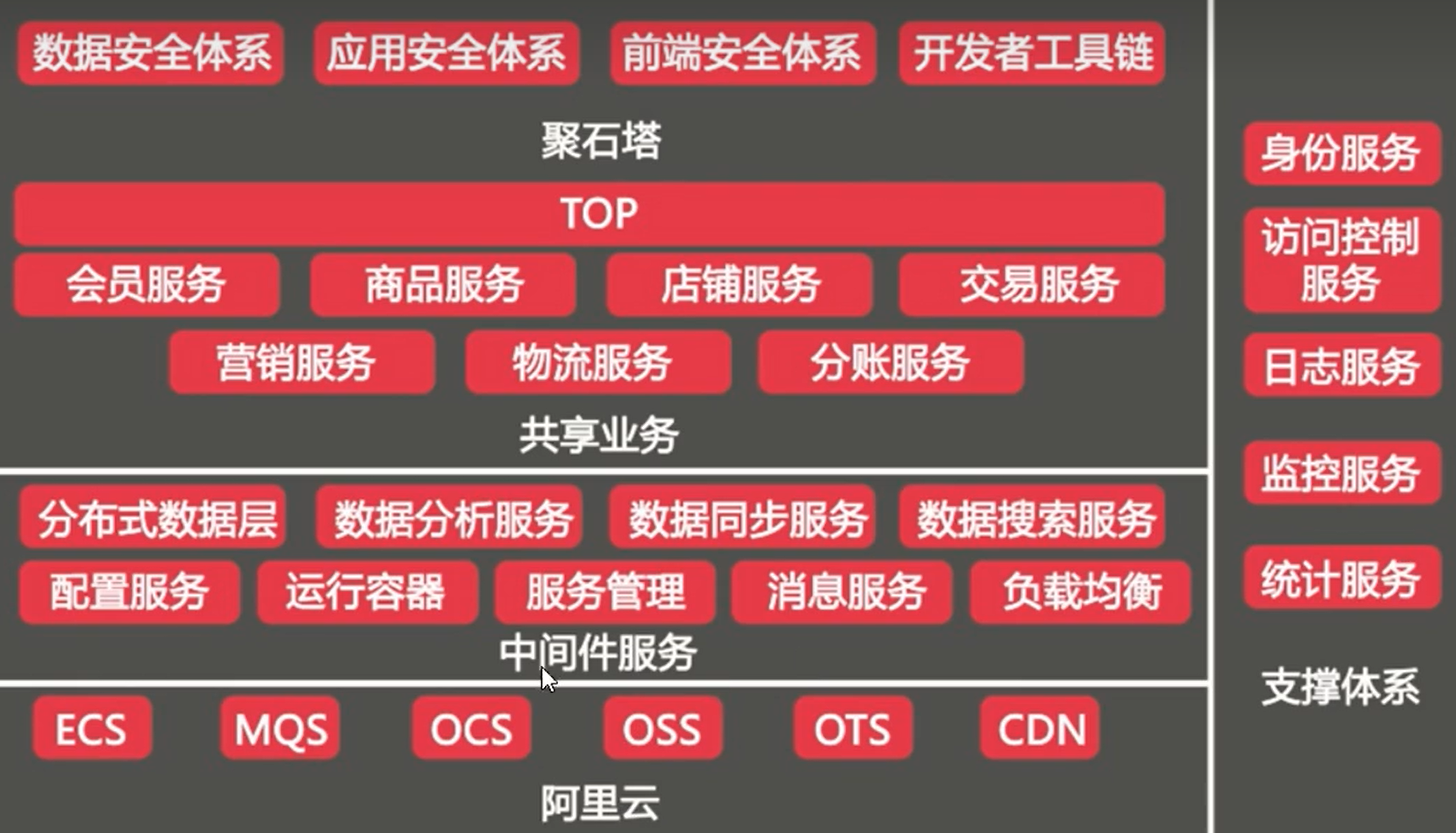 数据安全体系
应用安全体系
前端安全体系
开发者工具链
聚石塔
TOP
会员服务
商品服务
店铺服务
交易服务
营销服务
物流服务
分账服务
共享业务
分布式数据层
数据分析服务
数据同步服务
数据搜索服务
配置服务
运行容器
服务管理
消息服务
负载均衡
中间件服务
ECS
MQS
OCS
OSS
OTS
CDN
阿里云
身份服务
访问控制
服务
日志服务
监控服务
统计服务
支撑体系